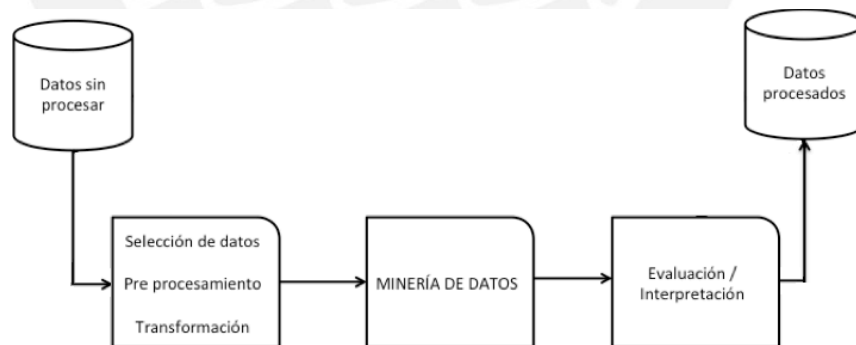 Datos sin
procesar
Datos
procesados
Selección de datos
Pre procesamiento
Transformación
MINERÍA DE DATOS
Evaluación /
Interpretación